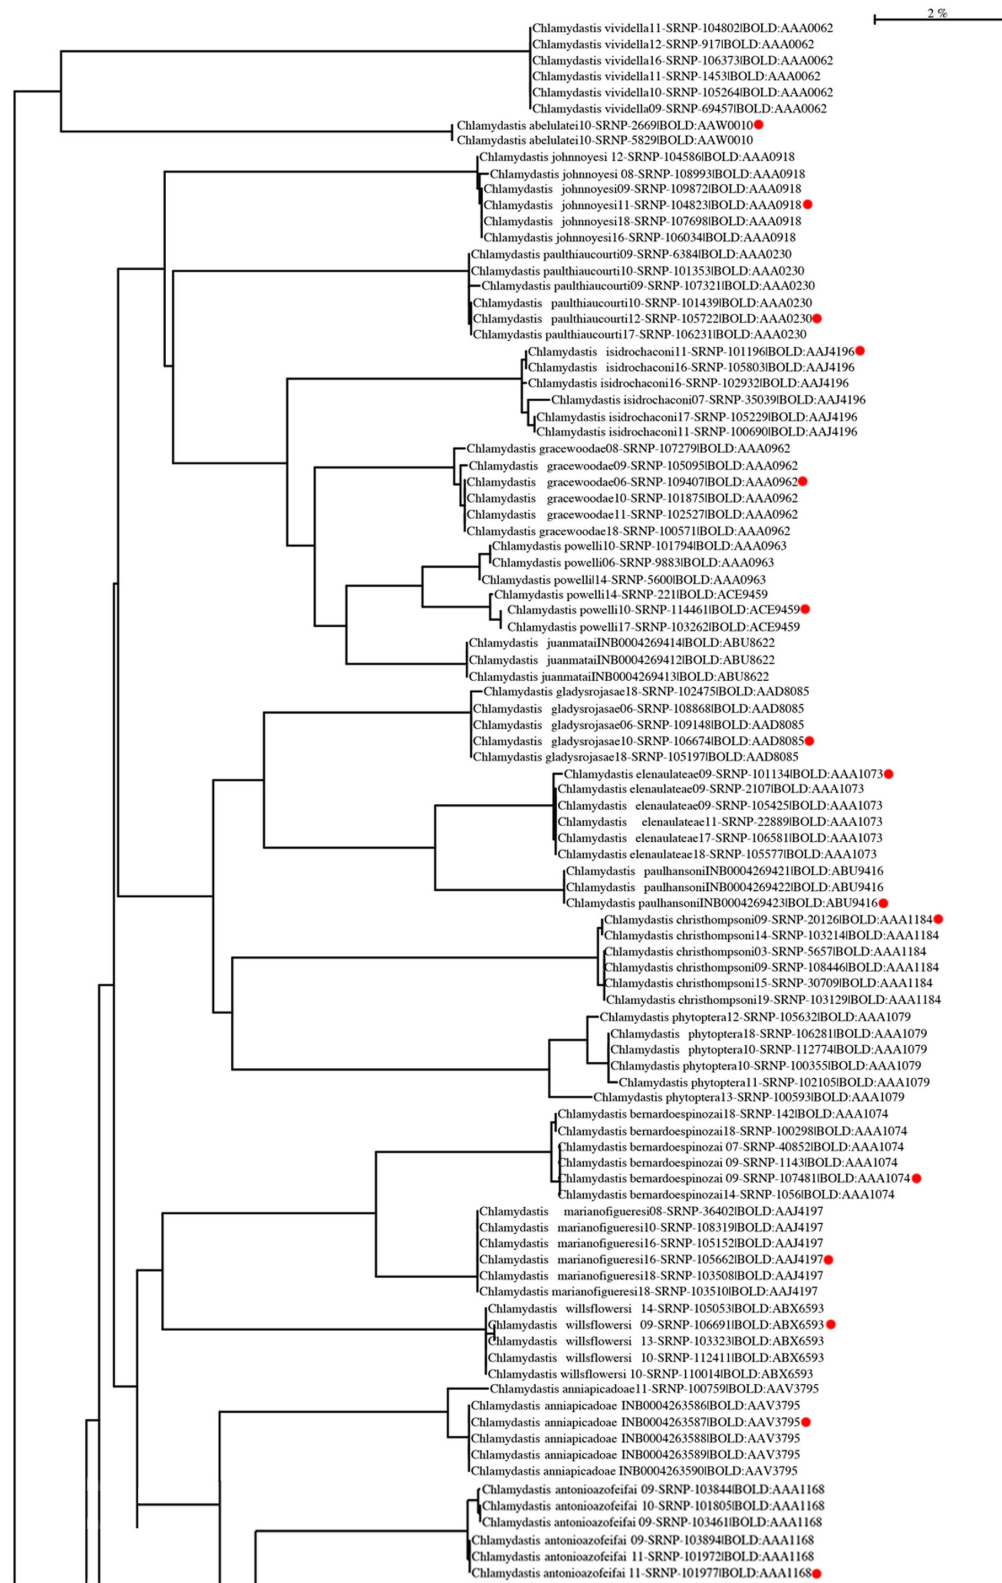 2 %
Chlamydastis vividella11-SRNP-104802|BOLD:AAA0062
Chlamydastis vividella12-SRNP-917|BOLD:AAA0062
Chlamydastis vividella16-SRNP-106373|BOLD:AAA0062
Chlamydastis vividella11-SRNP-1453|BOLD:AAA0062
Chlamydastis vividella10-SRNP-105264|BOLD:AAA0062
Chlamydastis vividella09-SRNP-69457|BOLD:AAA0062
Chlamydastis abelulatei10-SRNP-2669|BOLD:AAW0010
Chlamydastis abelulatei10-SRNP-5829|BOLD:AAW0010
Chlamydastis johnnoyesi 12-SRNP-104586|BOLD:AAA0918
Chlamydastis johnnoyesi 08-SRNP-108993|BOLD:AAA0918
Chlamydastis johnnoyesi09-SRNP-109872|BOLD:AAA0918
Chlamydastis johnnoyesi11-SRNP-104823|BOLD:AAA0918
Chlamydastis johnnoyesi18-SRNP-107698|BOLD:AAA0918
Chlamydastis johnnoyesi16-SRNP-106034|BOLD:AAA0918
Chlamydastis paulthiaucourti09-SRNP-6384|BOLD:AAA0230
Chlamydastis paulthiaucourti10-SRNP-101353|BOLD:AAA0230
Chlamydastis paulthiaucourti09-SRNP-107321|BOLD:AAA0230
Chlamydastis paulthiaucourti10-SRNP-101439|BOLD:AAA0230
Chlamydastis paulthiaucourti12-SRNP-105722|BOLD:AAA0230
Chlamydastis paulthiaucourti17-SRNP-106231|BOLD:AAA0230
Chlamydastis isidrochaconi11-SRNP-101196|BOLD:AAJ4196
Chlamydastis isidrochaconi16-SRNP-105803|BOLD:AAJ4196
Chlamydastis isidrochaconi16-SRNP-102932|BOLD:AAJ4196
Chlamydastis isidrochaconi07-SRNP-35039|BOLD:AAJ4196
Chlamydastis isidrochaconi17-SRNP-105229|BOLD:AAJ4196
Chlamydastis isidrochaconi11-SRNP-100690|BOLD:AAJ4196
Chlamydastis gracewoodae08-SRNP-107279|BOLD:AAA0962
Chlamydastis gracewoodae09-SRNP-105095|BOLD:AAA0962
Chlamydastis gracewoodae06-SRNP-109407|BOLD:AAA0962
Chlamydastis gracewoodae10-SRNP-101875|BOLD:AAA0962
Chlamydastis gracewoodae11-SRNP-102527|BOLD:AAA0962
Chlamydastis gracewoodae18-SRNP-100571|BOLD:AAA0962
Chlamydastis powelli10-SRNP-101794|BOLD:AAA0963
Chlamydastis powelli06-SRNP-9883|BOLD:AAA0963
Chlamydastis powelli14-SRNP-5600|BOLD:AAA0963
Chlamydastis powelli14-SRNP-221|BOLD:ACE9459
Chlamydastis powelli10-SRNP-114461|BOLD:ACE9459
Chlamydastis powelli17-SRNP-103262|BOLD:ACE9459
Chlamydastis juanmataiINB0004269414|BOLD:ABU8622
Chlamydastis juanmataiINB0004269412|BOLD:ABU8622
Chlamydastis juanmataiINB0004269413|BOLD:ABU8622
Chlamydastis gladysrojasae18-SRNP-102475|BOLD:AAD8085
Chlamydastis gladysrojasae06-SRNP-108868|BOLD:AAD8085
Chlamydastis gladysrojasae06-SRNP-109148|BOLD:AAD8085
Chlamydastis gladysrojasae10-SRNP-106674|BOLD:AAD8085
Chlamydastis gladysrojasae18-SRNP-105197|BOLD:AAD8085
Chlamydastis elenaulateae09-SRNP-101134|BOLD:AAA1073
Chlamydastis elenaulateae09-SRNP-2107|BOLD:AAA1073
Chlamydastis elenaulateae09-SRNP-105425|BOLD:AAA1073
Chlamydastis elenaulateae11-SRNP-22889|BOLD:AAA1073
Chlamydastis elenaulateae17-SRNP-106581|BOLD:AAA1073
Chlamydastis elenaulateae18-SRNP-105577|BOLD:AAA1073
Chlamydastis paulhansoniINB0004269421|BOLD:ABU9416
Chlamydastis paulhansoniINB0004269422|BOLD:ABU9416
Chlamydastis paulhansoniINB0004269423|BOLD:ABU9416
Chlamydastis christhompsoni09-SRNP-20126|BOLD:AAA1184
Chlamydastis christhompsoni14-SRNP-103214|BOLD:AAA1184
Chlamydastis christhompsoni03-SRNP-5657|BOLD:AAA1184
Chlamydastis christhompsoni09-SRNP-108446|BOLD:AAA1184
Chlamydastis christhompsoni15-SRNP-30709|BOLD:AAA1184
Chlamydastis christhompsoni19-SRNP-103129|BOLD:AAA1184
Chlamydastis phytoptera12-SRNP-105632|BOLD:AAA1079
Chlamydastis phytoptera18-SRNP-106281|BOLD:AAA1079
Chlamydastis phytoptera10-SRNP-112774|BOLD:AAA1079
Chlamydastis phytoptera10-SRNP-100355|BOLD:AAA1079
Chlamydastis phytoptera11-SRNP-102105|BOLD:AAA1079
Chlamydastis phytoptera13-SRNP-100593|BOLD:AAA1079
Chlamydastis bernardoespinozai18-SRNP-142|BOLD:AAA1074
Chlamydastis bernardoespinozai18-SRNP-100298|BOLD:AAA1074
Chlamydastis bernardoespinozai 07-SRNP-40852|BOLD:AAA1074
Chlamydastis bernardoespinozai 09-SRNP-1143|BOLD:AAA1074
Chlamydastis bernardoespinozai 09-SRNP-107481|BOLD:AAA1074
Chlamydastis bernardoespinozai14-SRNP-1056|BOLD:AAA1074
Chlamydastis marianofigueresi08-SRNP-36402|BOLD:AAJ4197
Chlamydastis marianofigueresi10-SRNP-108319|BOLD:AAJ4197
Chlamydastis marianofigueresi16-SRNP-105152|BOLD:AAJ4197
Chlamydastis marianofigueresi16-SRNP-105662|BOLD:AAJ4197
Chlamydastis marianofigueresi18-SRNP-103508|BOLD:AAJ4197
Chlamydastis marianofigueresi18-SRNP-103510|BOLD:AAJ4197
Chlamydastis willsflowersi 14-SRNP-105053|BOLD:ABX6593
Chlamydastis willsflowersi 09-SRNP-106691|BOLD:ABX6593
Chlamydastis willsflowersi 13-SRNP-103323|BOLD:ABX6593
Chlamydastis willsflowersi 10-SRNP-112411|BOLD:ABX6593
Chlamydastis willsflowersi 10-SRNP-110014|BOLD:ABX6593
Chlamydastis anniapicadoae11-SRNP-100759|BOLD:AAV3795
Chlamydastis anniapicadoae INB0004263586|BOLD:AAV3795
Chlamydastis anniapicadoae INB0004263587|BOLD:AAV3795
Chlamydastis anniapicadoae INB0004263588|BOLD:AAV3795
Chlamydastis anniapicadoae INB0004263589|BOLD:AAV3795
Chlamydastis anniapicadoae INB0004263590|BOLD:AAV3795
Chlamydastis antonioazofeifai 09-SRNP-103844|BOLD:AAA1168
Chlamydastis antonioazofeifai 10-SRNP-101805|BOLD:AAA1168
Chlamydastis antonioazofeifai 09-SRNP-103461|BOLD:AAA1168
Chlamydastis antonioazofeifai 09-SRNP-103894|BOLD:AAA1168
Chlamydastis antonioazofeifai 11-SRNP-101972|BOLD:AAA1168
Chlamydastis antonioazofeifai 11-SRNP-101977|BOLD:AAA1168